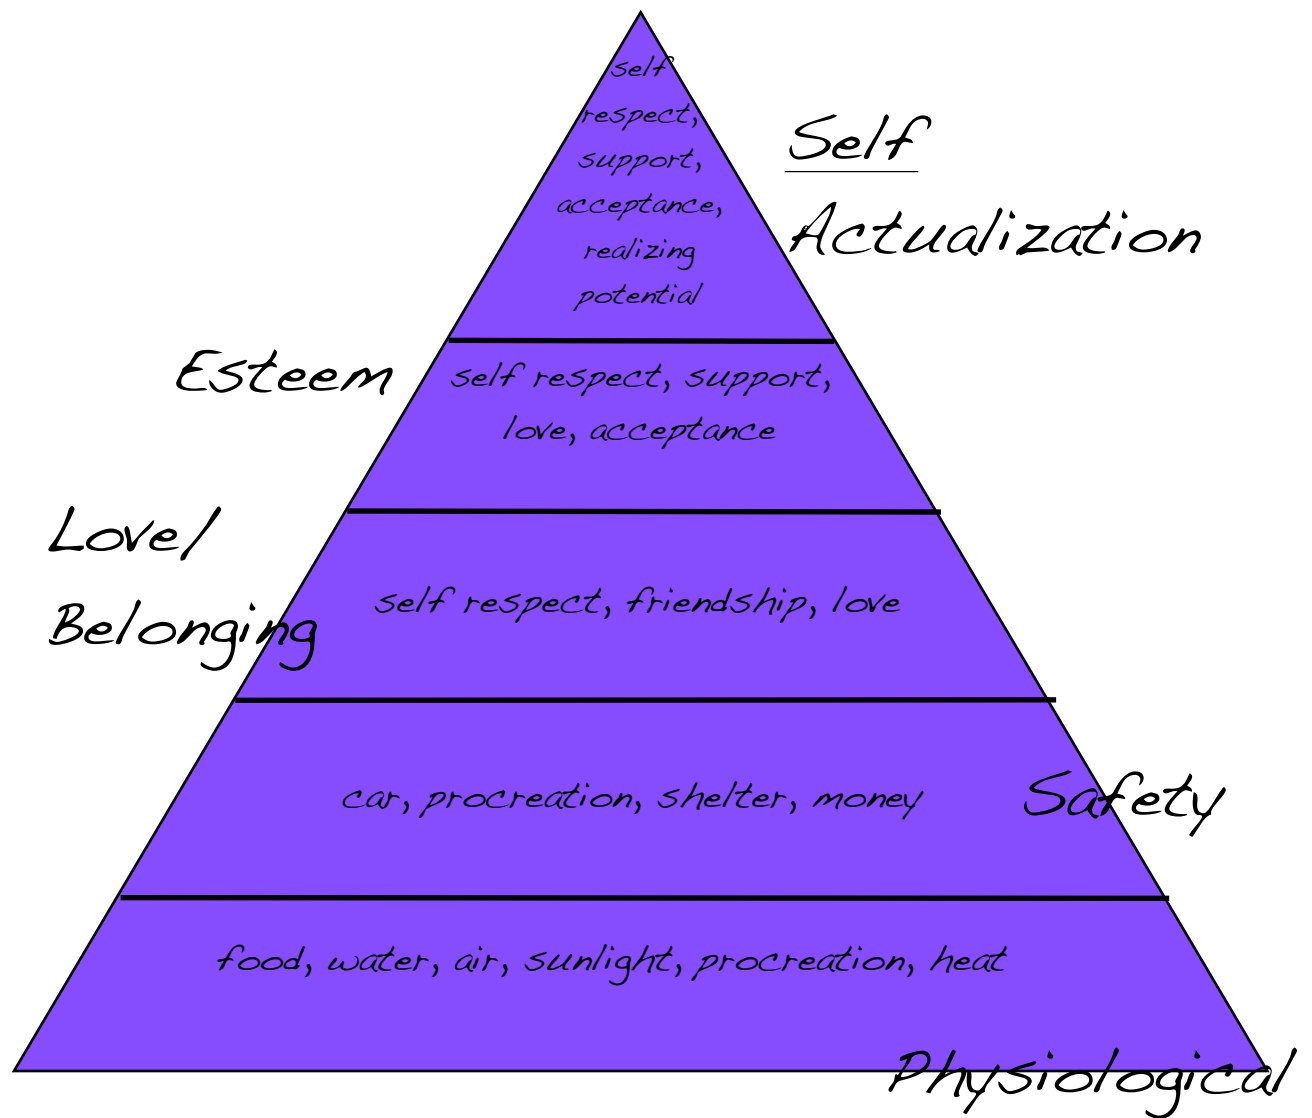 self
respect,
support,
acceptance,
realizing
potential
Self
Actualization
Esteem
self respect, support,
love, acceptance
Love/
Belonging
self respect, friendship, love
car, procreation, shelter, money
Safety
food, water, air, sunlight, procreation, heat
Physiological